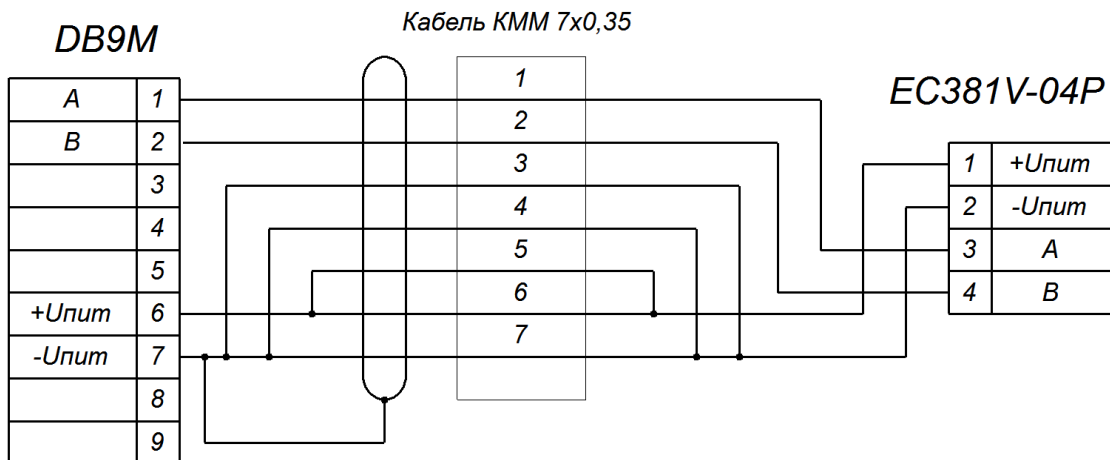 Кабель КММ 7x0,35
DB9M
A 1
B 2
3
4
5
+Uпит 6
-Uпит 7
8
9
1
2
3
4
5
6
7
EC381V-04P
1 +Uпит
2 -Uпит
3 A
4 B